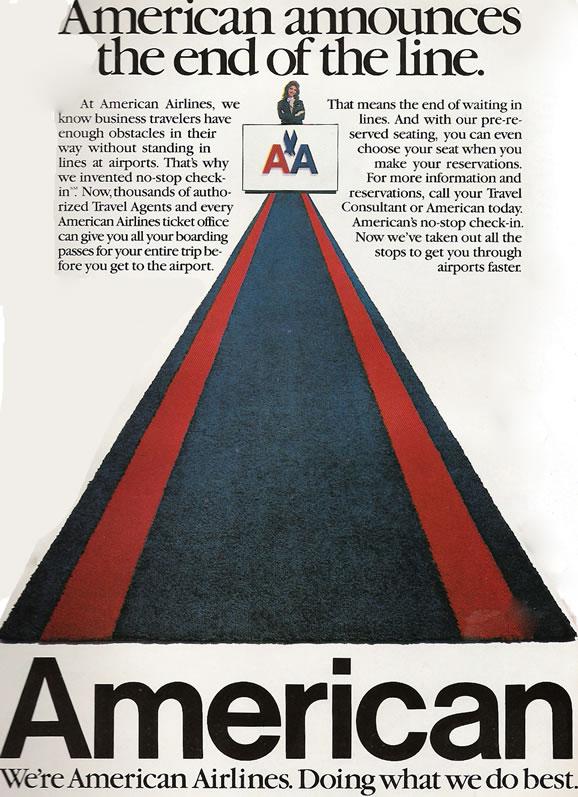 American announces
the end of the line.
At American Airlines, we
know business travelers have
enough obstacles in their
way without standing in
lines at airports. That's why
we invented no-stop check-
in℠. Now, thousands of autho-
rized Travel Agents and every
American Airlines ticket office
can give you all your boarding
passes for your entire trip be-
fore you get to the airport.
That means the end of waiting in
lines. And with our pre-re-
served seating, you can even
choose your seat when you
make your reservations.
For more information and
reservations, call your Travel
Consultant or American today.
American's no-stop check-in.
Now we've taken out all the
stops to get you through
airports faster.
AA
American
We're American Airlines. Doing what we do best.